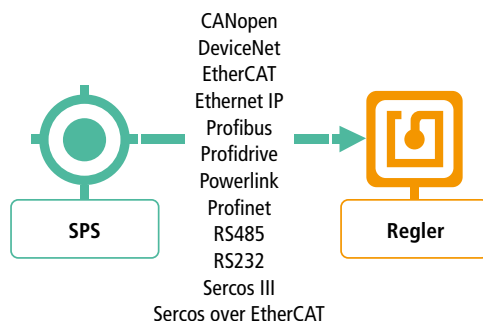 CANopen
DeviceNet
EtherCAT
Ethernet IP
Profibus
Profidrive
Powerlink
Profinet
RS485
RS232
Sercos III
Sercos over EtherCAT
SPS
Regler